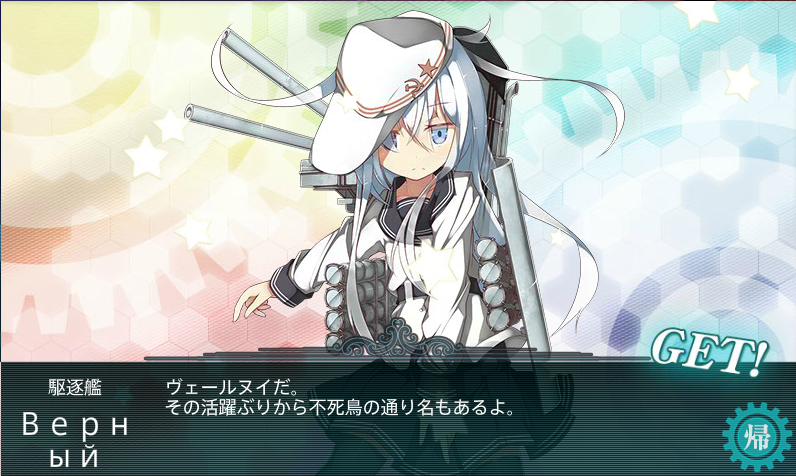 GET!
駆逐艦
Верн
ый
ヴェールヌイだ。
その活躍ぶりから不死鳥の通り名もあるよ。
帰